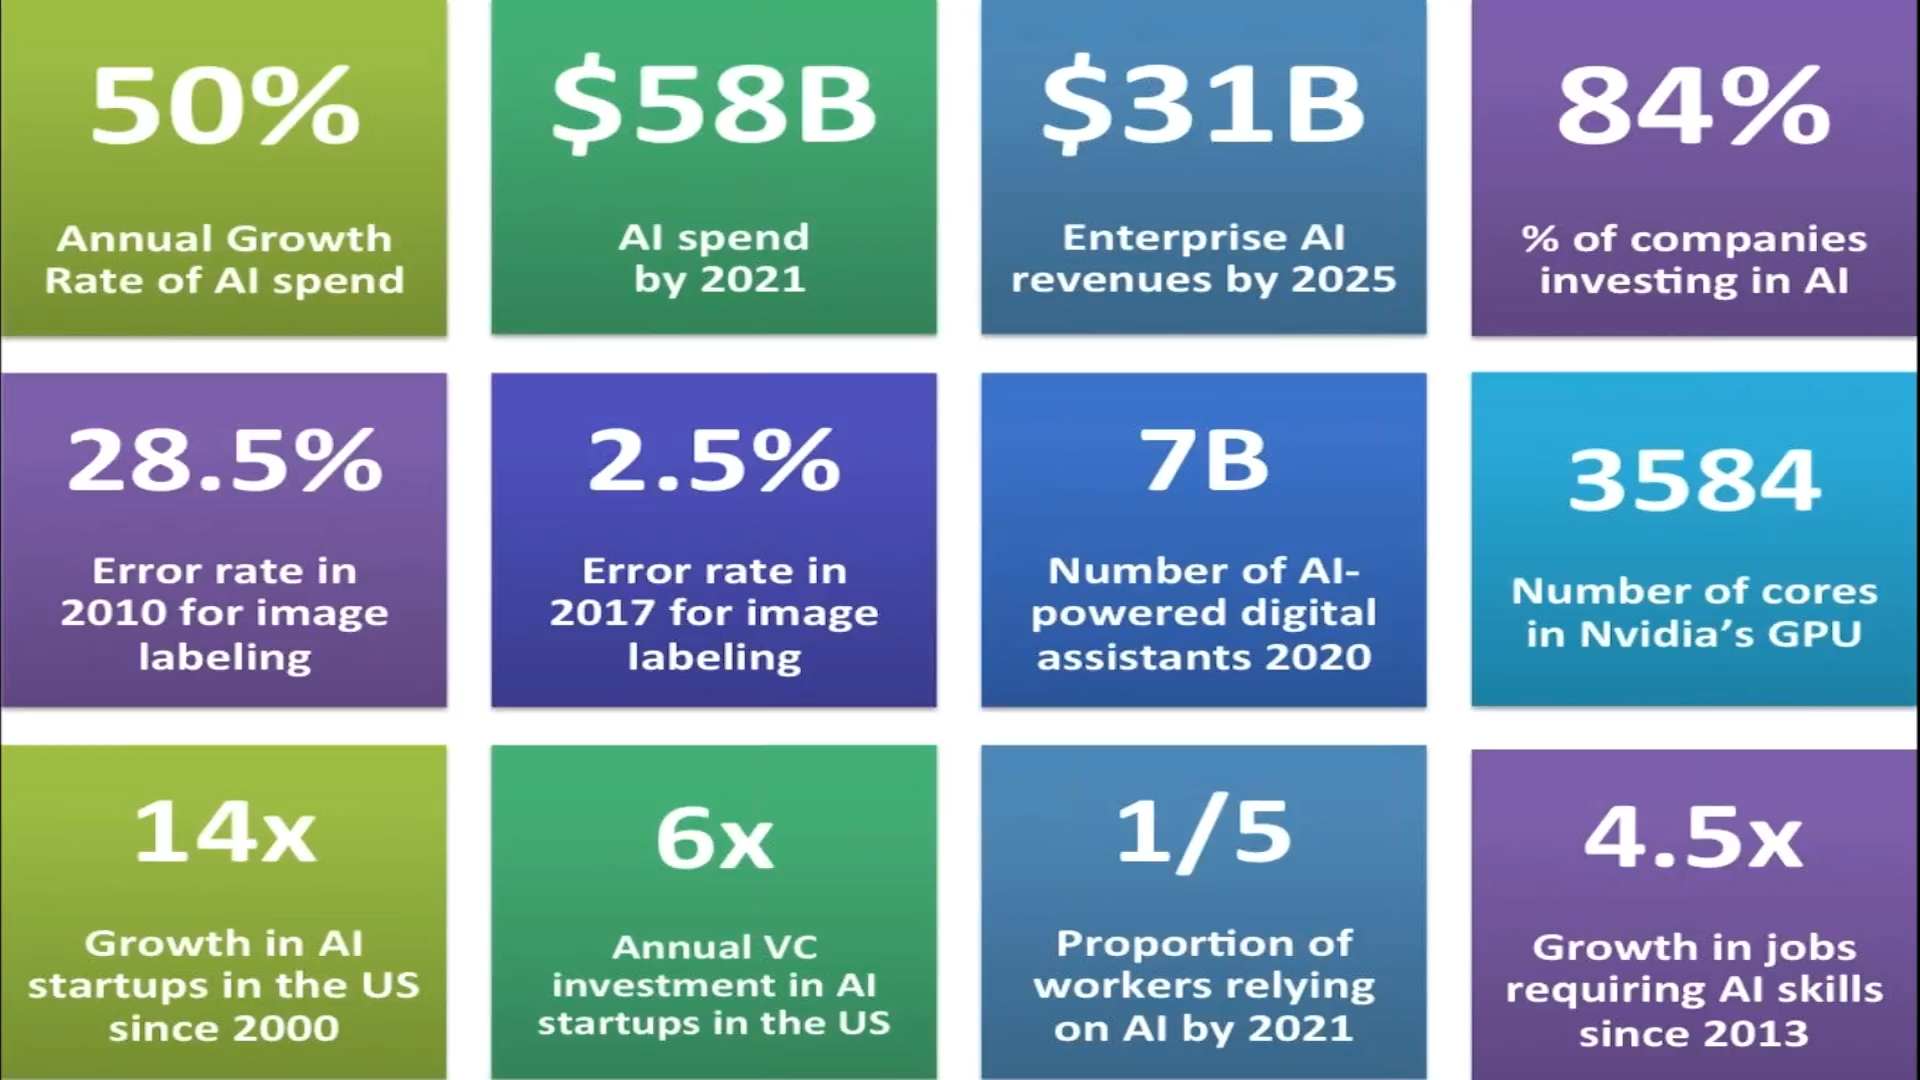 50%
Annual Growth
Rate of AI spend
$58B
AI spend
by 2021
$31B
Enterprise AI
revenues by 2025
84%
% of companies
investing in AI
28.5%
Error rate in
2010 for image
labeling
2.5%
Error rate in
2017 for image
labeling
7B
Number of AI-
powered digital
assistants 2020
3584
Number of cores
in Nvidia’s GPU
14x
Growth in AI
startups in the US
since 2000
6x
Annual VC
investment in AI
startups in the US
1/5
Proportion of
workers relying
on AI by 2021
4.5x
Growth in jobs
requiring AI skills
since 2013